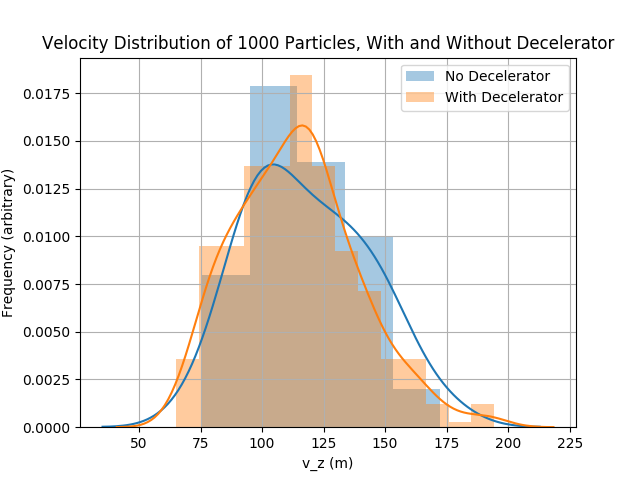 Velocity Distribution of 1000 Particles, With and Without Decelerator
No Decelerator
With Decelerator
Frequency (arbitrary)
0.0175
0.0150
0.0125
0.0100
0.0075
0.0050
0.0025
0.0000
50 75 100 125 150 175 200 225
v_z (m)